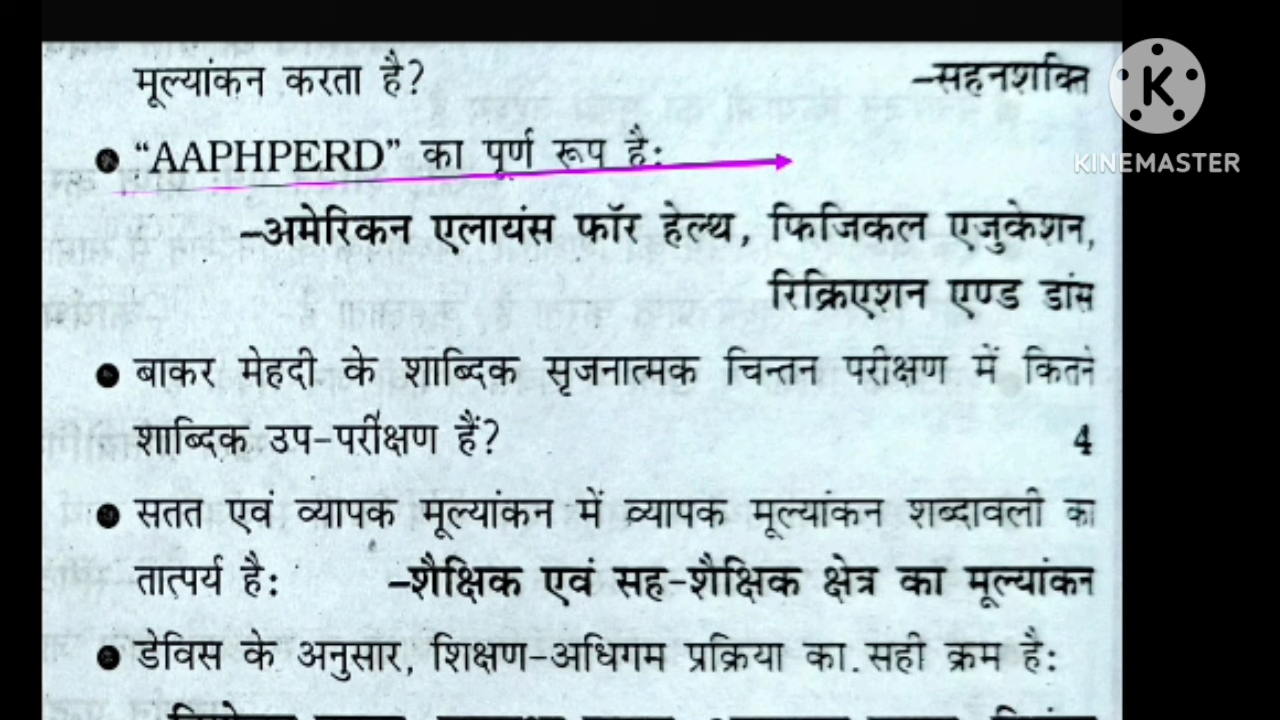 मूल्यांकन करता है? –सहनशक्ति
KINEMASTER
● “AAPHPERD” का पूर्ण रूप है:
–अमेरिकन एलायंस फॉर हेल्थ, फिजिकल एजुकेशन,
रिक्रिएशन एण्ड डांस
● बाकर मेहदी के शाब्दिक सृजनात्मक चिन्तन परीक्षण में कितने
शाब्दिक उप-परीक्षण हैं? 4
● सतत एवं व्यापक मूल्यांकन में व्यापक मूल्यांकन शब्दावली का
तात्पर्य है: –शैक्षिक एवं सह-शैक्षिक क्षेत्र का मूल्यांकन
● डेविस के अनुसार, शिक्षण-अधिगम प्रक्रिया का सही क्रम है: